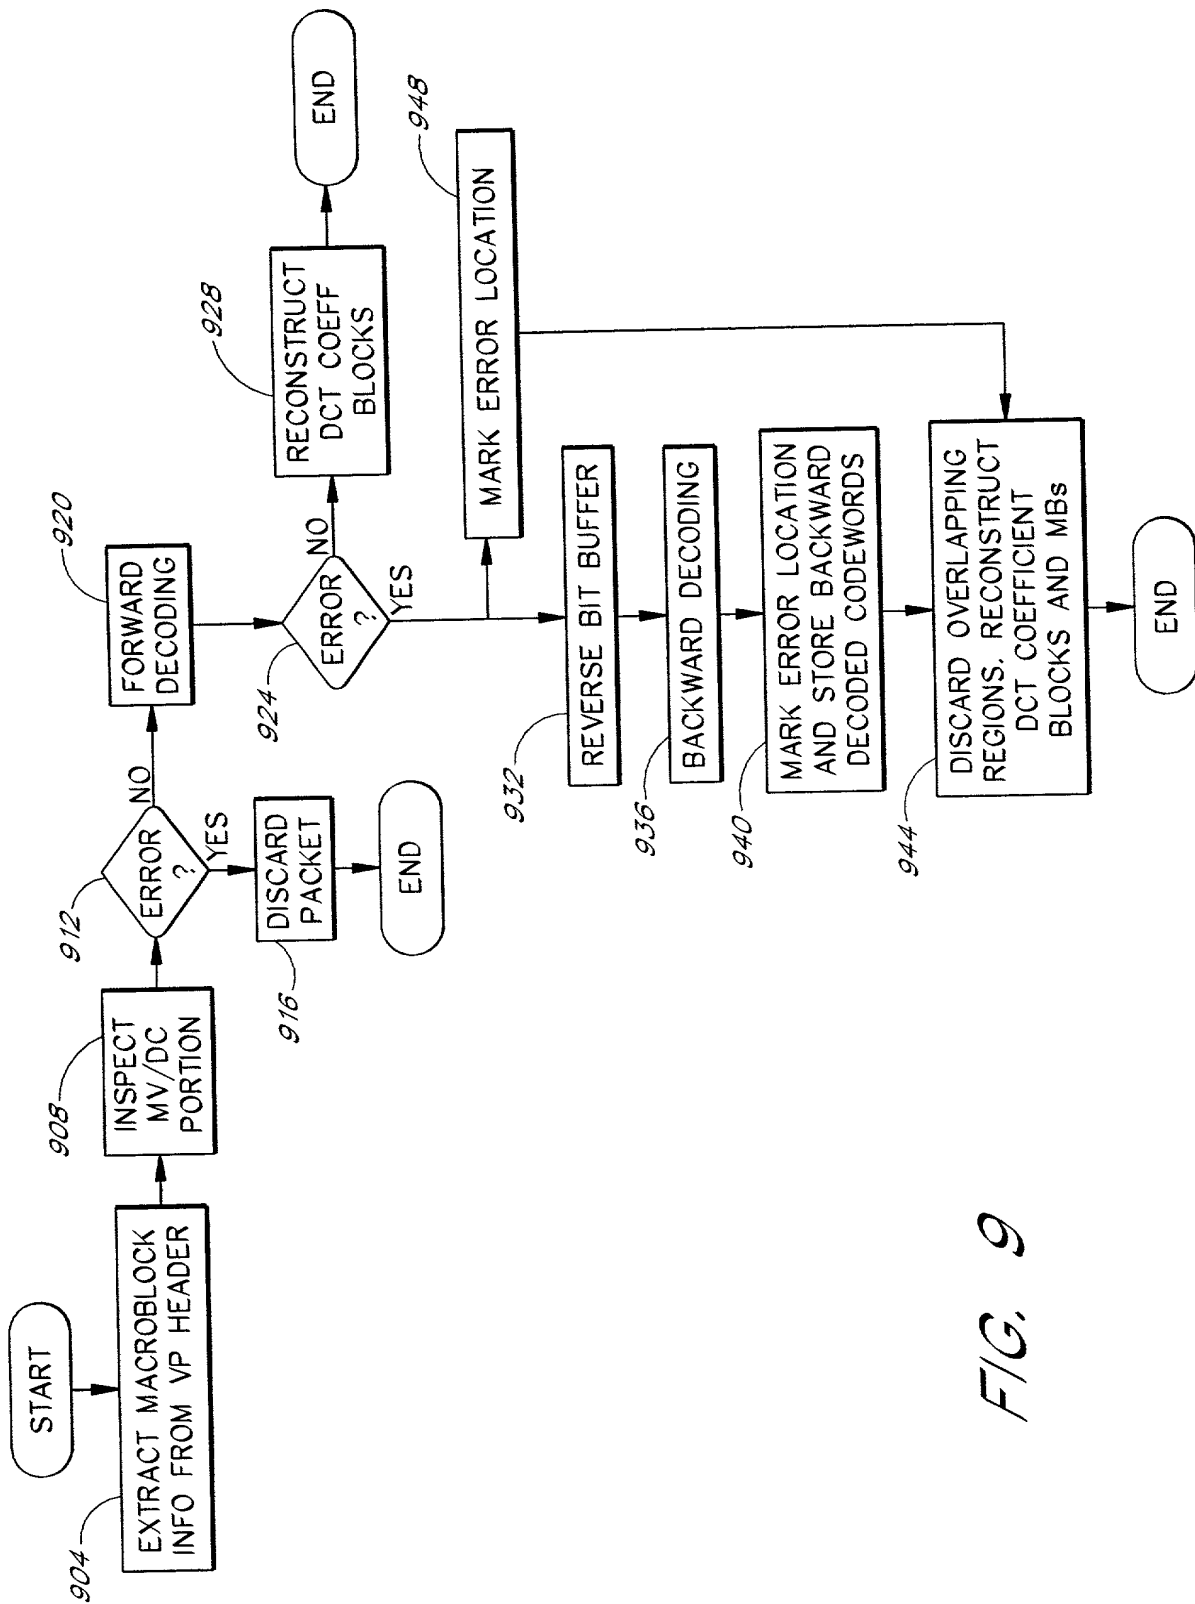 START
904
EXTRACT MACROBLOCK
INFO FROM VP HEADER
908
INSPECT
MV/DC
PORTION
912
ERROR
?
NO
YES
916
DISCARD
PACKET
END
920
FORWARD
DECODING
924
ERROR
?
NO
YES
928
RECONSTRUCT
DCT COEFF
BLOCKS
END
948
MARK ERROR LOCATION
932
REVERSE BIT BUFFER
936
BACKWARD DECODING
940
MARK ERROR LOCATION
AND STORE BACKWARD
DECODED CODEWORDS
944
DISCARD OVERLAPPING
REGIONS. RECONSTRUCT
DCT COEFFICIENT
BLOCKS AND MBs
END
FIG. 9